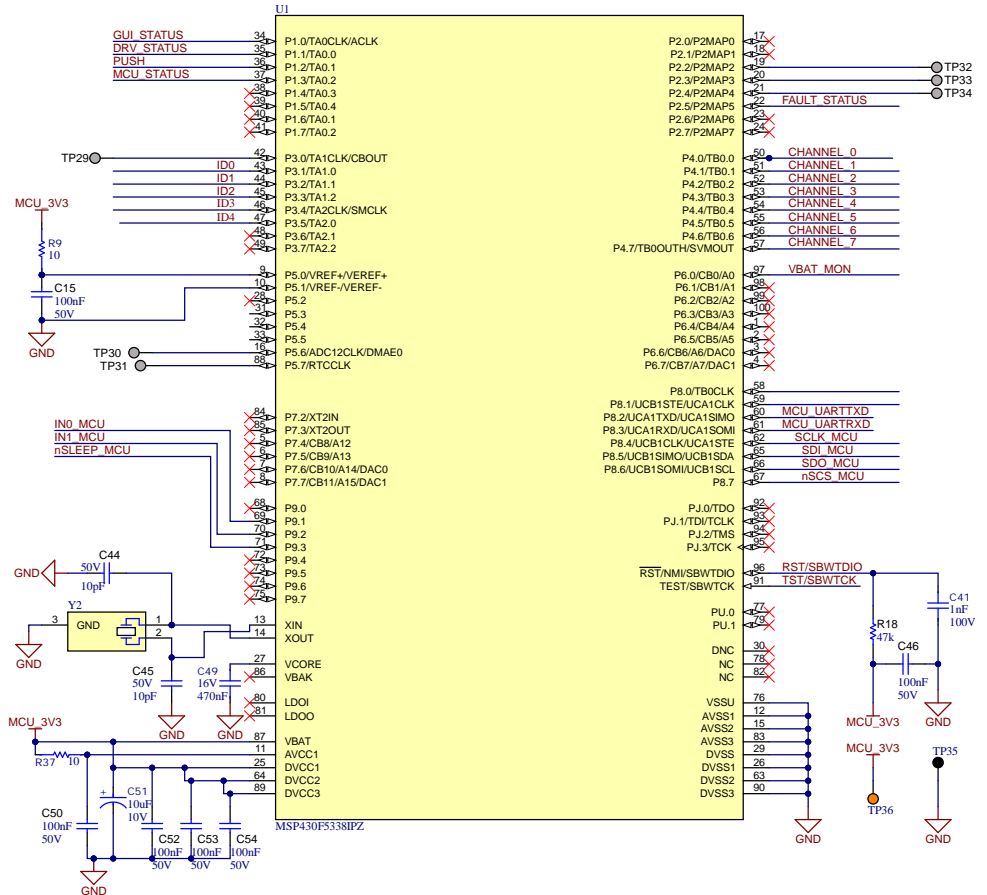 U1
GUI_STATUS 34 P1.0/TA0CLK/ACLK
DRV_STATUS 35 P1.1/TA0.0
PUSH 36 P1.2/TA0.1
MCU_STATUS 37 P1.3/TA0.2
38 P1.4/TA0.3
39 P1.5/TA0.4
40 P1.6/TA0.1
41 P1.7/TA0.2
TP29 42 P3.0/TA1CLK/CBOUT
ID0 43 P3.1/TA1.0
ID1 44 P3.2/TA1.1
ID2 45 P3.3/TA1.2
ID3 46 P3.4/TA2CLK/SMCLK
ID4 47 P3.5/TA2.0
48 P3.6/TA2.1
49 P3.7/TA2.2
MCU_3V3
R9
10
C15
100nF
50V
GND
9 P5.0/VREF+/VEREF+
10 P5.1/VREF-/VEREF-
28 P5.2
31 P5.3
32 P5.4
33 P5.5
TP30 16 P5.6/ADC12CLK/DMAE0
TP31 88 P5.7/RTCCLK
84 P7.2/XT2IN
85 P7.3/XT2OUT
5 P7.4/CB8/A12
6 P7.5/CB9/A13
7 P7.6/CB10/A14/DAC0
8 P7.7/CB11/A15/DAC1
IN0_MCU
IN1_MCU
nSLEEP_MCU
68 P9.0
69 P9.1
70 P9.2
71 P9.3
72 P9.4
73 P9.5
74 P9.6
75 P9.7
C44
50V
10pF
GND
Y2
3 GND 1
2
GND
13 XIN
14 XOUT
C45
50V
10pF
GND
C49
16V
470nF
GND
27 VCORE
86 VBAK
80 LDOI
81 LDOO
MCU_3V3
R37 10
87 VBAT
11 AVCC1
25 DVCC1
64 DVCC2
89 DVCC3
C50
100nF
50V
C51
+
10uF
10V
C52
100nF
50V
C53
100nF
50V
C54
100nF
50V
GND
MSP430F5338IPZ
P2.0/P2MAP0 17
P2.1/P2MAP1 18
P2.2/P2MAP2 19 TP32
P2.3/P2MAP3 20 TP33
P2.4/P2MAP4 21 TP34
P2.5/P2MAP5 22 FAULT_STATUS
P2.6/P2MAP6 23
P2.7/P2MAP7 24
P4.0/TB0.0 50 CHANNEL_0
P4.1/TB0.1 51 CHANNEL_1
P4.2/TB0.2 52 CHANNEL_2
P4.3/TB0.3 53 CHANNEL_3
P4.4/TB0.4 54 CHANNEL_4
P4.5/TB0.5 55 CHANNEL_5
P4.6/TB0.6 56 CHANNEL_6
P4.7/TB0OUTH/SVMOUT 57 CHANNEL_7
P6.0/CB0/A0 97 VBAT_MON
P6.1/CB1/A1 98
P6.2/CB2/A2 99
P6.3/CB3/A3 100
P6.4/CB4/A4 1
P6.5/CB5/A5 2
P6.6/CB6/A6/DAC0 3
P6.7/CB7/A7/DAC1 4
P8.0/TB0CLK 58
P8.1/UCB1STE/UCA1CLK 59
P8.2/UCA1TXD/UCA1SIMO 60 MCU_UARTTXD
P8.3/UCA1RXD/UCA1SOMI 61 MCU_UARTRXD
P8.4/UCB1CLK/UCA1STE 62 SCLK_MCU
P8.5/UCB1SIMO/UCB1SDA 65 SDI_MCU
P8.6/UCB1SOMI/UCB1SCL 66 SDO_MCU
P8.7 67 nSCS_MCU
PJ.0/TDO 92
PJ.1/TDI/TCLK 93
PJ.2/TMS 94
PJ.3/TCK 95
RST/NMI/SBWTDIO 96 RST/SBWTDIO
TEST/SBWTCK 91 TST/SBWTCK
PU.0 77
PU.1 79
DNC 30
NC 78
NC 82
VSSU 76
AVSS1 12
AVSS2 15
AVSS3 83
DVSS 29
DVSS1 26
DVSS2 63
DVSS3 90
GND
C41
1nF
100V
R18
47k
C46
100nF
50V
MCU_3V3
GND
MCU_3V3
TP36
TP35
GND